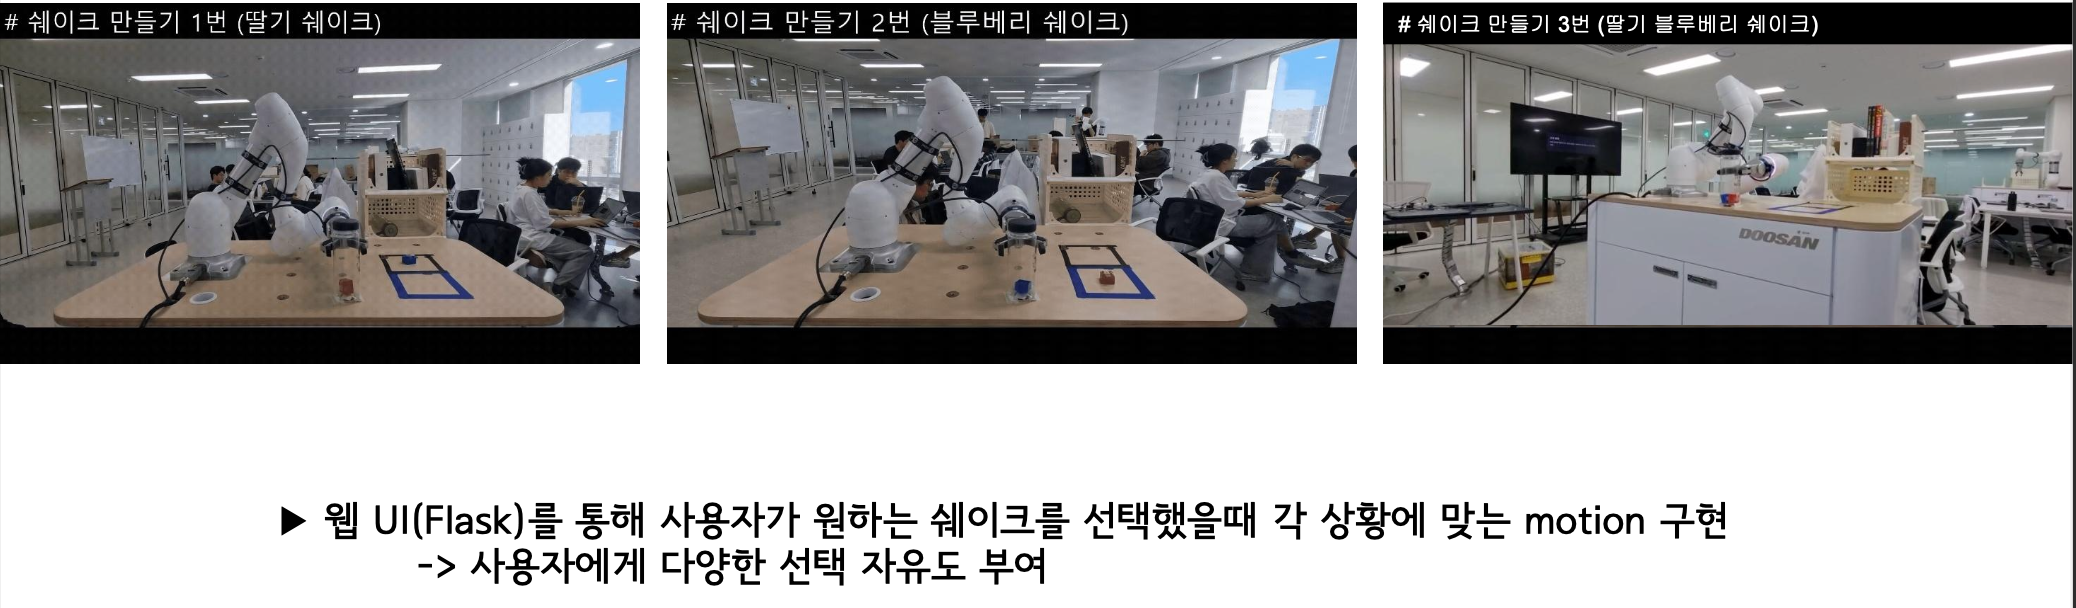 # 쉐이크 만들기 1번 (딸기 쉐이크)
# 쉐이크 만들기 2번 (블루베리 쉐이크)
# 쉐이크 만들기 3번 (딸기 블루베리 쉐이크)
DOOSAN
▶ 웹 UI(Flask)를 통해 사용자가 원하는 쉐이크를 선택했을때 각 상황에 맞는 motion 구현
-> 사용자에게 다양한 선택 자유도 부여